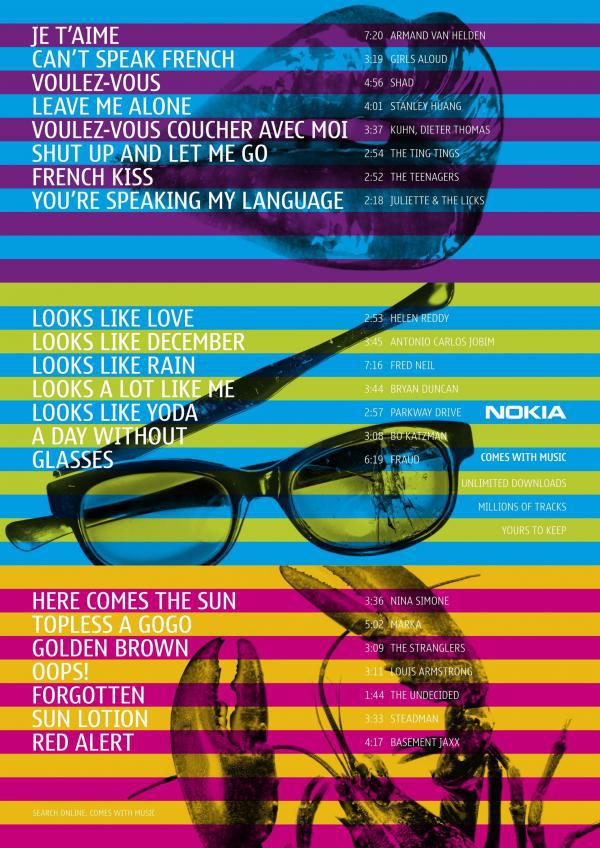 JE T'AIME 7:20 ARMAND VAN HELDEN
CAN'T SPEAK FRENCH 3:19 GIRLS ALOUD
VOULEZ-VOUS 4:56 SHAD
LEAVE ME ALONE 4:01 STANLEY HUANG
VOULEZ-VOUS COUCHER AVEC MOI 3:37 KUHN, DIETER THOMAS
SHUT UP AND LET ME GO 2:54 THE TING TINGS
FRENCH KISS 2:52 THE TEENAGERS
YOU'RE SPEAKING MY LANGUAGE 2:18 JULIETTE & THE LICKS
LOOKS LIKE LOVE 2:53 HELEN REDDY
LOOKS LIKE DECEMBER 3:45 ANTONIO CARLOS JOBIM
LOOKS LIKE RAIN 7:16 FRED NEIL
LOOKS A LOT LIKE ME 3:44 BRYAN DUNCAN
LOOKS LIKE YODA 2:57 PARKWAY DRIVE
A DAY WITHOUT 3:08 BO KATZMAN
GLASSES 6:19 FRAUD
NOKIA
COMES WITH MUSIC
UNLIMITED DOWNLOADS
MILLIONS OF TRACKS
YOURS TO KEEP
HERE COMES THE SUN 3:36 NINA SIMONE
TOPLESS A GOGO 5:02 MARKA
GOLDEN BROWN 3:09 THE STRANGLERS
OOPS! 3:11 LOUIS ARMSTRONG
FORGOTTEN 1:44 THE UNDECIDED
SUN LOTION 3:33 STEADMAN
RED ALERT 4:17 BASEMENT JAXX
SEARCH ONLINE: COMES WITH MUSIC